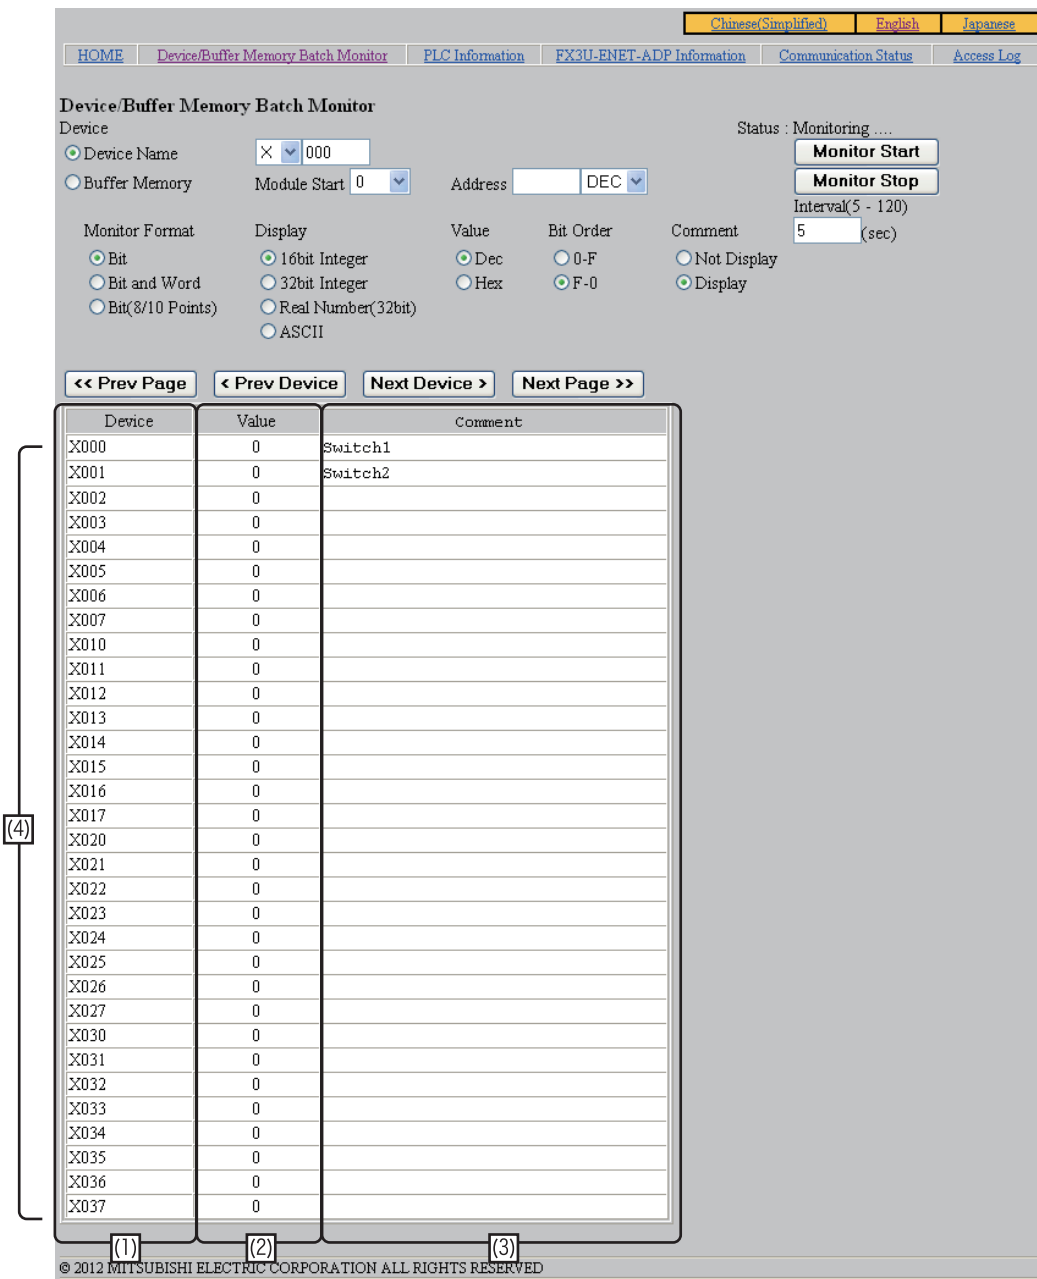 Chinese(Simplified) English Japanese
HOME Device/Buffer Memory Batch Monitor PLC Information FX3U-ENET-ADP Information Communication Status Access Log
Device/Buffer Memory Batch Monitor
Device Status : Monitoring ....
Device Name X 000 Monitor Start
Buffer Memory Module Start 0 Address DEC Monitor Stop
Interval(5 - 120)
Monitor Format Display Value Bit Order Comment 5 (sec)
Bit 16bit Integer Dec 0-F Not Display
Bit and Word 32bit Integer Hex F-0 Display
Bit(8/10 Points) Real Number(32bit)
ASCII
<< Prev Page < Prev Device Next Device > Next Page >>
Device Value Comment
X000 0 Switch1
X001 0 Switch2
X002 0
X003 0
X004 0
X005 0
X006 0
X007 0
X010 0
X011 0
X012 0
X013 0
X014 0
X015 0
X016 0
X017 0
(4)
X020 0
X021 0
X022 0
X023 0
X024 0
X025 0
X026 0
X027 0
X030 0
X031 0
X032 0
X033 0
X034 0
X035 0
X036 0
X037 0
(1) (2) (3)
© 2012 MITSUBISHI ELECTRIC CORPORATION ALL RIGHTS RESERVED